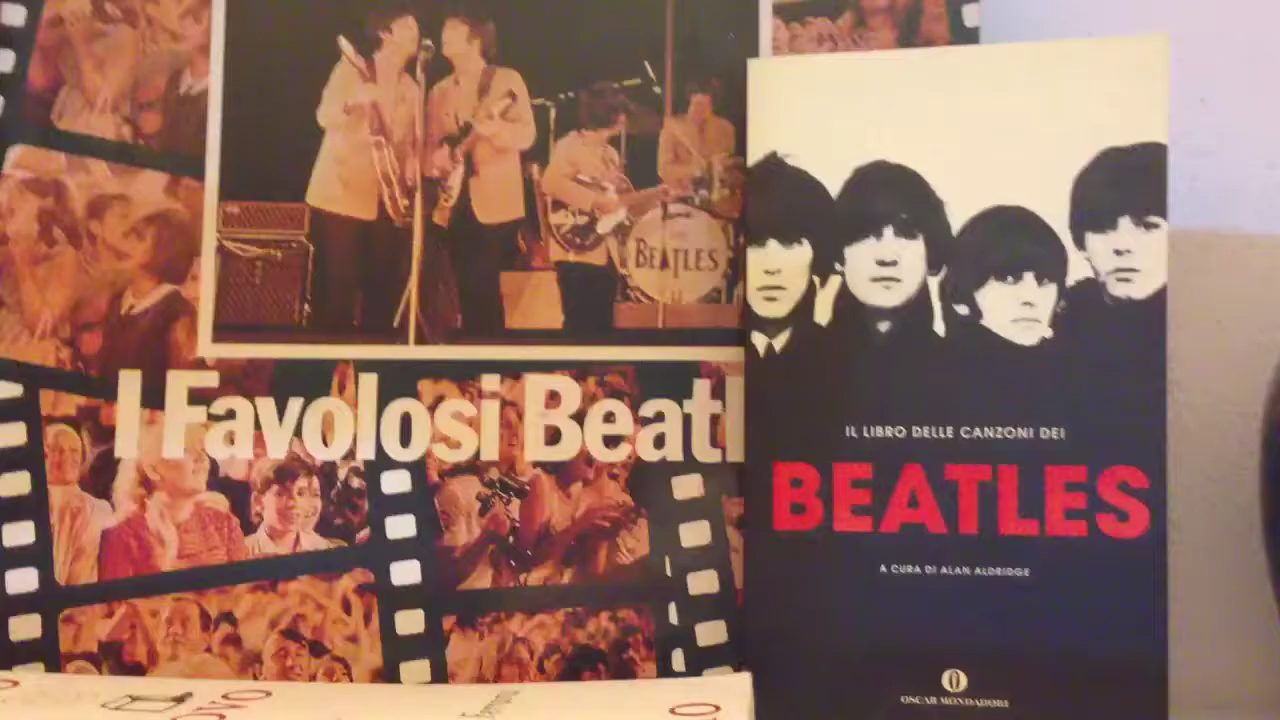 BEATLES
I Favolosi Beatl
IL LIBRO DELLE CANZONI DEI
BEATLES
A CURA DI ALAN ALDRIDGE
OSCAR MONDADORI